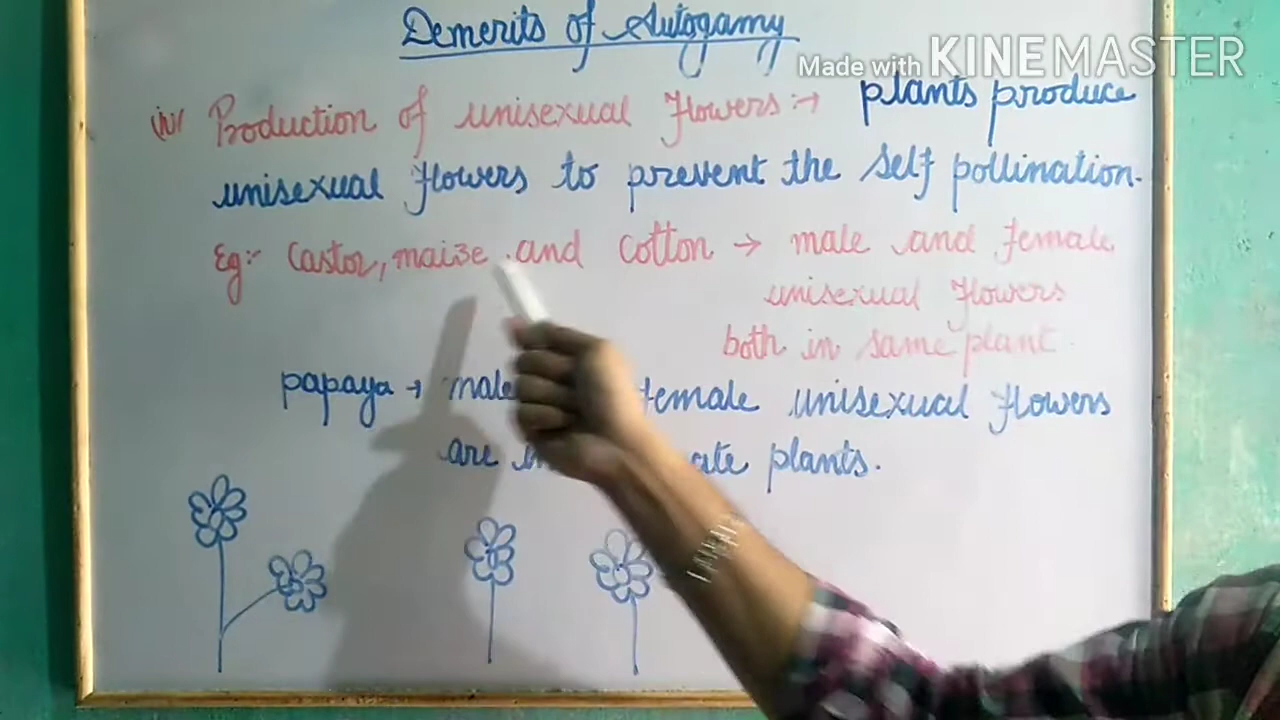 Demerits of Autogamy
Made with KINEMASTER
(iv) Production of unisexual flowers:→ plants produce
unisexual flowers to prevent the self pollination.
Eg:- Castor, maize and cotton → male and female
unisexual flowers
both in same plant.
papaya → male female unisexual flowers
are in plants.